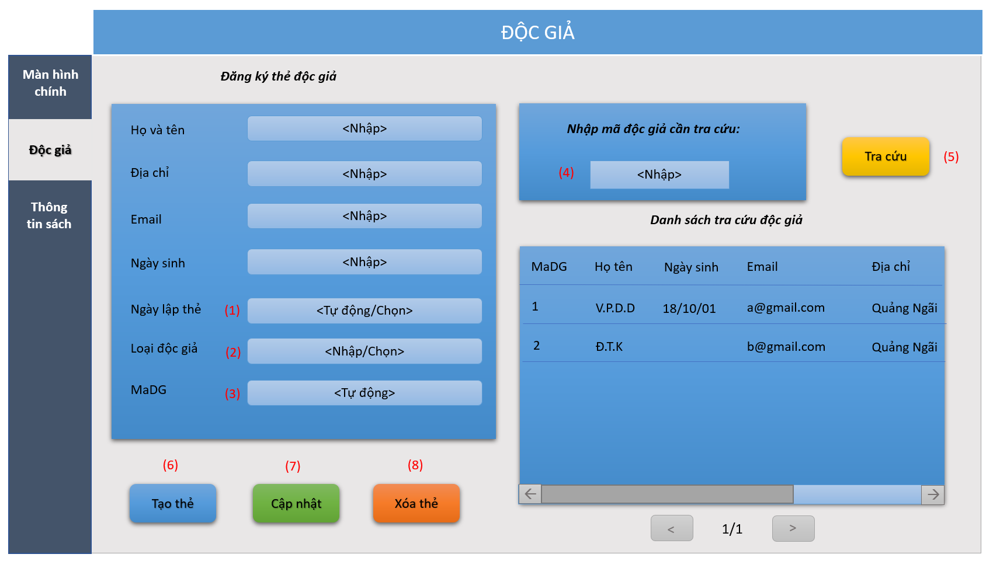 ĐỘC GIẢ
Màn hình
chính
Độc giả
Thông
tin sách
Đăng ký thẻ độc giả
Họ và tên
<Nhập>
Địa chỉ
<Nhập>
Email
<Nhập>
Ngày sinh
<Nhập>
Ngày lập thẻ (1) <Tự động/Chọn>
Loại độc giả (2) <Nhập/Chọn>
MaDG (3) <Tự động>
(6) (7) (8)
Tạo thẻ Cập nhật Xóa thẻ
Nhập mã độc giả cần tra cứu:
(4) <Nhập>
Tra cứu (5)
Danh sách tra cứu độc giả
MaDG Họ tên Ngày sinh Email Địa chỉ
1 V.P.D.D 18/10/01 a@gmail.com Quảng Ngãi
2 Đ.T.K b@gmail.com Quảng Ngãi
< 1/1 >